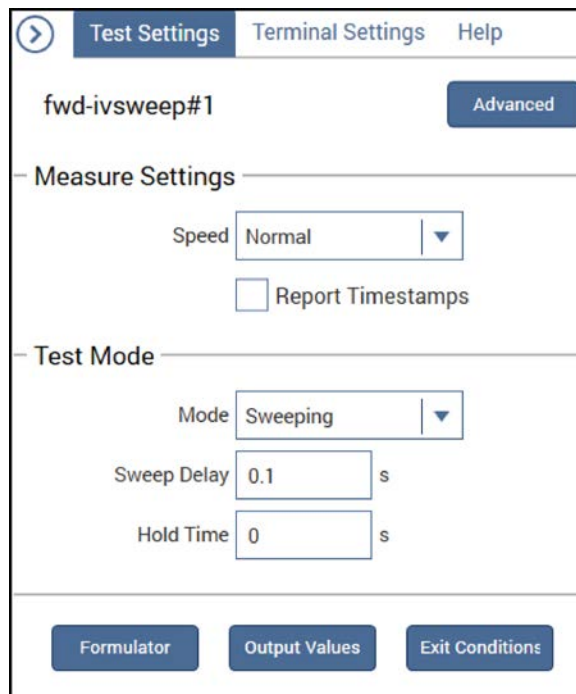 Test Settings Terminal Settings Help
fwd-ivsweep#1 Advanced
Measure Settings
Speed Normal
Report Timestamps
Test Mode
Mode Sweeping
Sweep Delay 0.1 s
Hold Time 0 s
Formulator Output Values Exit Conditions